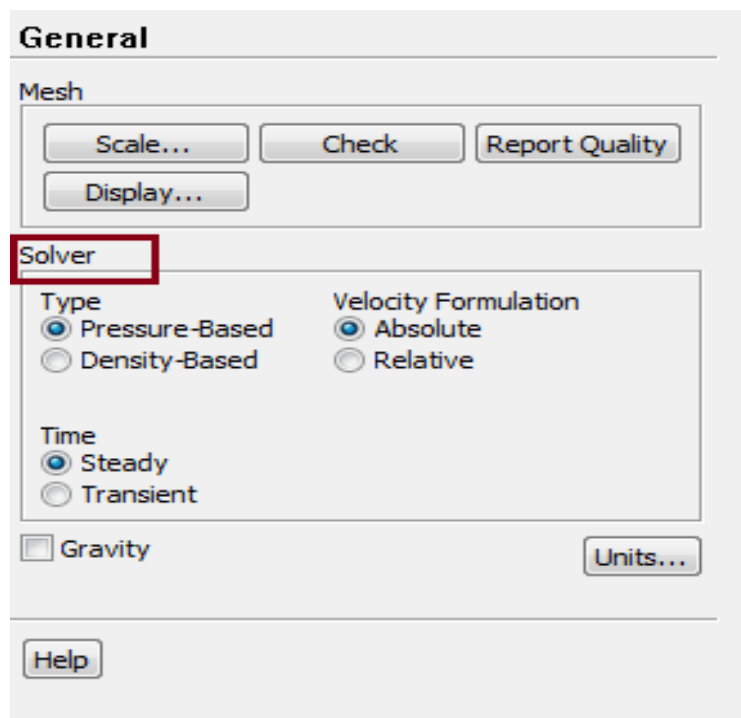 General
Mesh
Scale... Check Report Quality
Display...
Solver
Type Velocity Formulation
Pressure-Based Absolute
Density-Based Relative
Time
Steady
Transient
Gravity Units...
Help